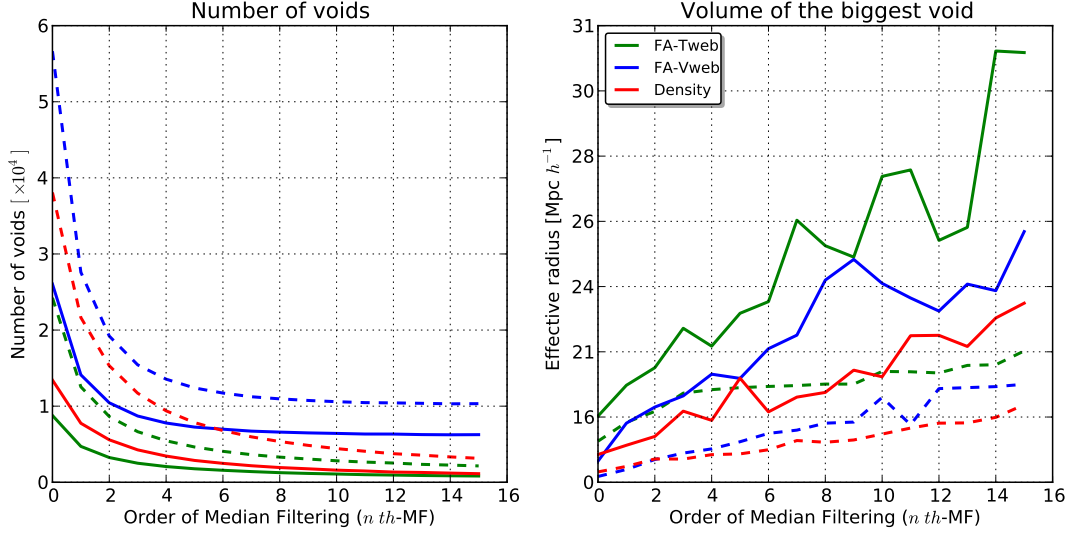 Number of voids
Number of voids [ ×10⁴ ]
6
5
4
3
2
1
0
0 2 4 6 8 10 12 14 16
Order of Median Filtering (n th-MF)
Volume of the biggest void
Effective radius [Mpc h⁻¹ ]
31
30
28
26
24
21
16
0
FA-Tweb
FA-Vweb
Density
0 2 4 6 8 10 12 14 16
Order of Median Filtering (n th-MF)